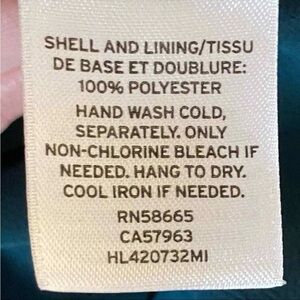 SHELL AND LINING/TISSU
DE BASE ET DOUBLURE:
100% POLYESTER
HAND WASH COLD,
SEPARATELY. ONLY
NON-CHLORINE BLEACH IF
NEEDED. HANG TO DRY.
COOL IRON IF NEEDED.
RN58665
CA57963
HL420732MI